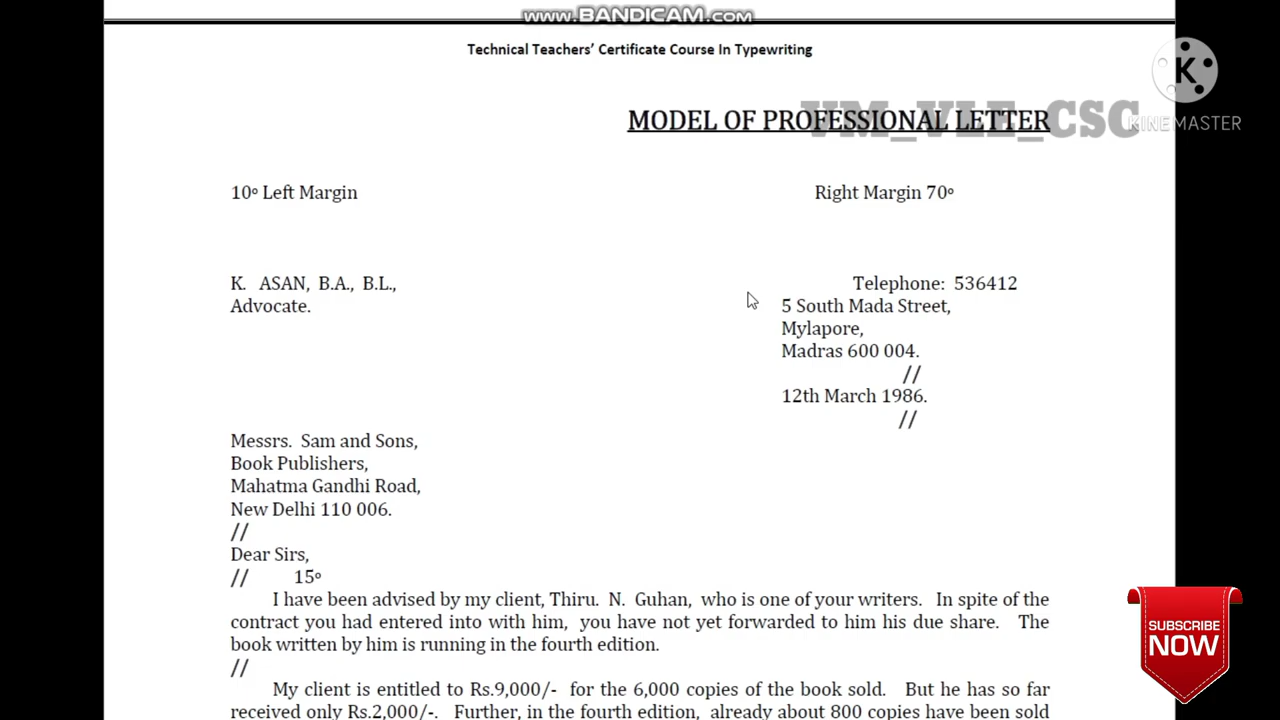 www.BANDICAM.com
Technical Teachers’ Certificate Course In Typewriting
K
KINEMASTER
VM_VLE_CSC
MODEL OF PROFESSIONAL LETTER
10º Left Margin Right Margin 70º
K. ASAN, B.A., B.L., Telephone: 536412
Advocate. 5 South Mada Street,
Mylapore,
Madras 600 004.
//
12th March 1986.
//
Messrs. Sam and Sons,
Book Publishers,
Mahatma Gandhi Road,
New Delhi 110 006.
//
Dear Sirs,
// 15º
I have been advised by my client, Thiru. N. Guhan, who is one of your writers. In spite of the
contract you had entered into with him, you have not yet forwarded to him his due share. The
book written by him is running in the fourth edition.
//
My client is entitled to Rs.9,000/- for the 6,000 copies of the book sold. But he has so far
received only Rs.2,000/-. Further, in the fourth edition, already about 800 copies have been sold
SUBSCRIBE
NOW